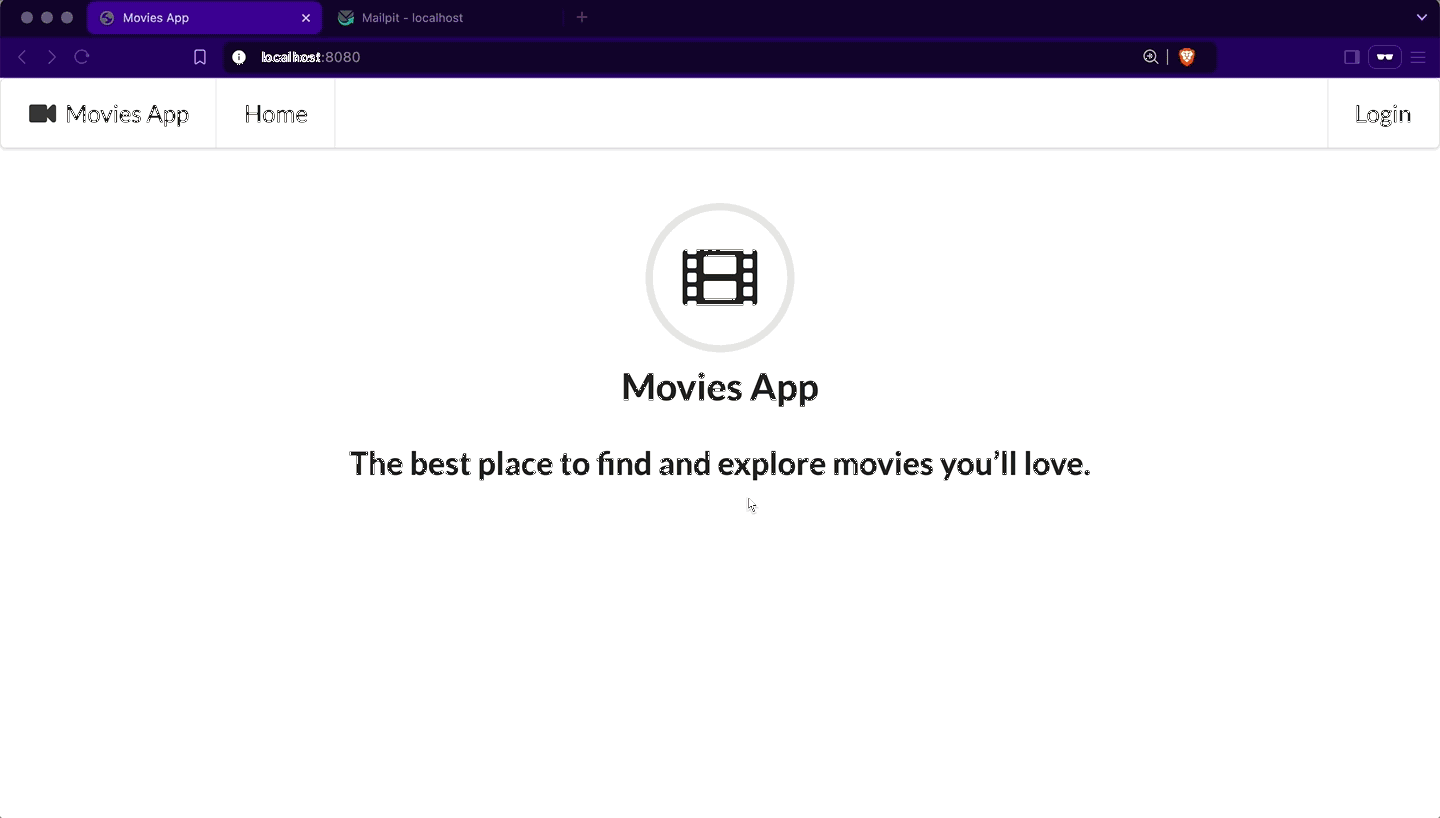 Movies App
Mailpit - localhost
localhost:8080
Movies App
Home
Login
Movies App
The best place to find and explore movies you’ll love.